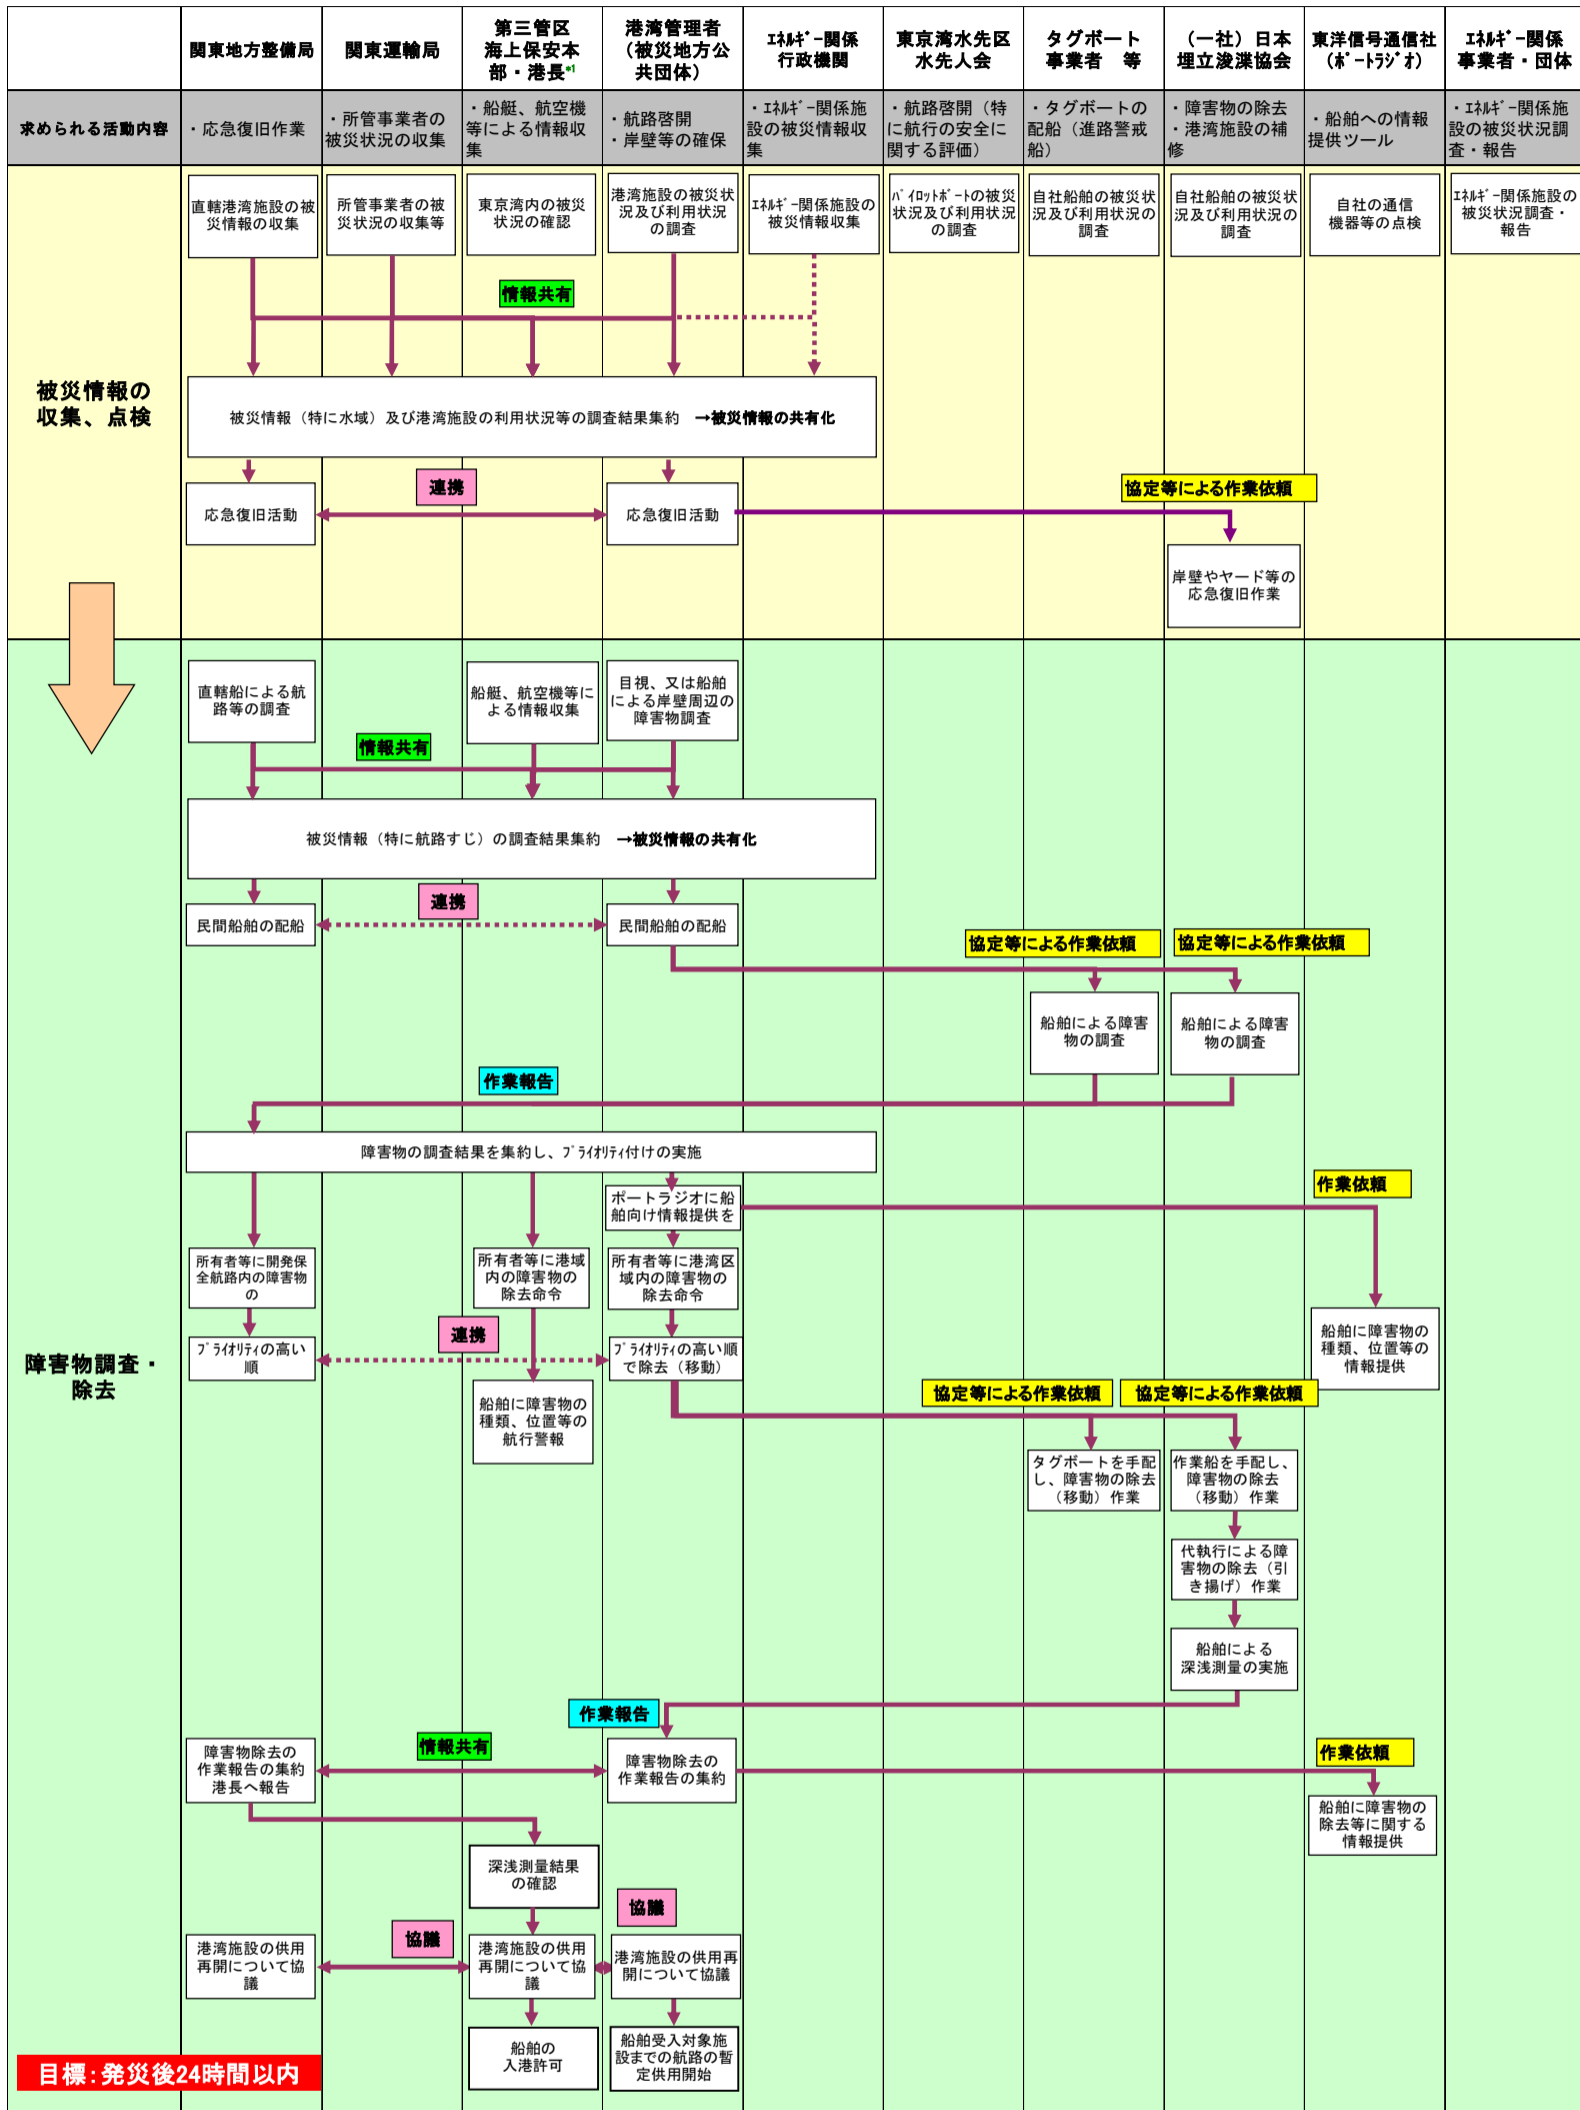 関東地方整備局
関東運輸局
第三管区
海上保安本
部・港長*1
港湾管理者
（被災地方公
共団体）
ｴﾈﾙｷﾞｰ関係
行政機関
東京湾水先区
水先人会
タグボート
事業者　等
（一社）日本
埋立浚渫協会
東洋信号通信社
（ﾎﾟｰﾄﾗｼﾞｵ）
ｴﾈﾙｷﾞｰ関係
事業者・団体
求められる活動内容
・応急復旧作業
・所管事業者の
被災状況の収集
・船艇、航空機
等による情報収
集
・航路啓開
・岸壁等の確保
・ｴﾈﾙｷﾞｰ関係施
設の被災情報収
集
・航路啓開（特
に航行の安全に
関する評価）
・タグボートの
配船（進路警戒
船）
・障害物の除去
・港湾施設の補
修
・船舶への情報
提供ツール
・ｴﾈﾙｷﾞｰ関係施
設の被災状況調
査・報告
被災情報の
収集、点検
直轄港湾施設の被
災情報の収集
所管事業者の被
災状況の収集等
東京湾内の被災
状況の確認
港湾施設の被災状
況及び利用状況
の調査
ｴﾈﾙｷﾞｰ関係施設の
被災情報収集
ﾊﾟｲﾛｯﾄﾎﾞｰﾄの被災
状況及び利用状況
の調査
自社船舶の被災状
況及び利用状況の
調査
自社船舶の被災状
況及び利用状況の
調査
自社の通信
機器等の点検
ｴﾈﾙｷﾞｰ関係施設の
被災状況調査・
報告
情報共有
被災情報（特に水域）及び港湾施設の利用状況等の調査結果集約　→被災情報の共有化
応急復旧活動
連携
応急復旧活動
協定等による作業依頼
岸壁やヤード等の
応急復旧作業
障害物調査・
除去
直轄船による航
路等の調査
船艇、航空機等に
よる情報収集
目視、又は船舶
による岸壁周辺の
障害物調査
情報共有
被災情報（特に航路すじ）の調査結果集約　→被災情報の共有化
民間船舶の配船
連携
民間船舶の配船
協定等による作業依頼
協定等による作業依頼
船舶による障害
物の調査
船舶による障害
物の調査
作業報告
障害物の調査結果を集約し、ﾌﾟﾗｲｵﾘﾃｨ付けの実施
ポートラジオに船
舶向け情報提供を
作業依頼
所有者等に開発保
全航路内の障害物
の
所有者等に港域
内の障害物の
除去命令
所有者等に港湾区
域内の障害物の
除去命令
船舶に障害物の
種類、位置等の
情報提供
ﾌﾟﾗｲｵﾘﾃｨの高い
順
連携
ﾌﾟﾗｲｵﾘﾃｨの高い順
で除去（移動）
船舶に障害物の
種類、位置等の
航行警報
協定等による作業依頼
協定等による作業依頼
タグボートを手配
し、障害物の除去
（移動）作業
作業船を手配し、
障害物の除去
（移動）作業
代執行による障
害物の除去（引
き揚げ）作業
船舶による
深浅測量の実施
作業報告
障害物除去の
作業報告の集約
港長へ報告
情報共有
障害物除去の
作業報告の集約
作業依頼
船舶に障害物の
除去等に関する
情報提供
深浅測量結果
の確認
港湾施設の供用
再開について協
議
協議
港湾施設の供用
再開について協
議
協議
港湾施設の供用再
開について協議
船舶の
入港許可
船舶受入対象施
設までの航路の暫
定供用開始
目標：発災後24時間以内